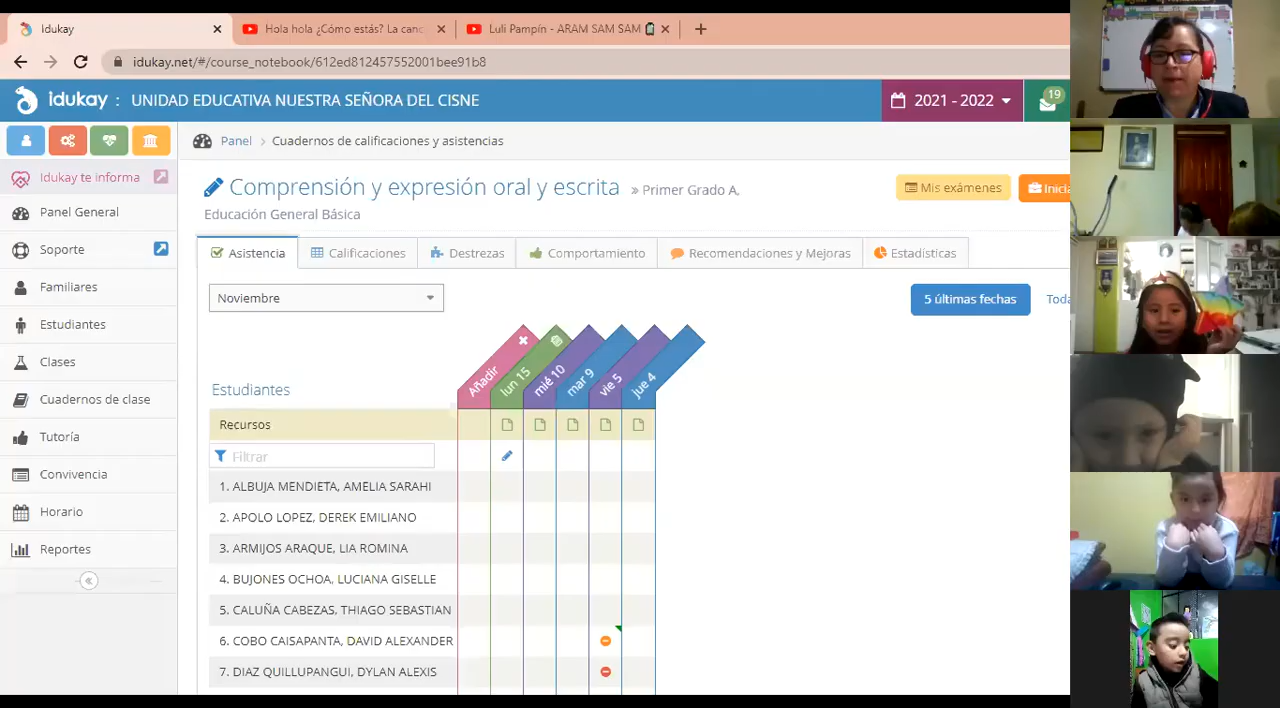 Idukay
Hola hola ¿Como estás? La canc
Luli Pampín - ARAM SAM SAM
idukay.net/#/course_notebook/612ed812457552001bee91b8
idukay : UNIDAD EDUCATIVA NUESTRA SEÑORA DEL CISNE
2021 - 2022
19
Panel > Cuadernos de calificaciones y asistencias
Idukay te informa
Panel General
Soporte
Familiares
Estudiantes
Clases
Cuadernos de clase
Tutoría
Convivencia
Horario
Reportes
Comprensión y expresión oral y escrita » Primer Grado A.
Mis exámenes
Inicia
Educación General Básica
Asistencia
Calificaciones
Destrezas
Comportamiento
Recomendaciones y Mejoras
Estadísticas
Noviembre
5 últimas fechas
Toda
Estudiantes
Añadir
lun 15
mié 10
mar 9
vie 5
jue 4
Recursos
Filtrar
1. ALBUJA MENDIETA, AMELIA SARAHI
2. APOLO LOPEZ, DEREK EMILIANO
3. ARMIJOS ARAQUE, LIA ROMINA
4. BUJONES OCHOA, LUCIANA GISELLE
5. CALUÑA CABEZAS, THIAGO SEBASTIAN
6. COBO CAISAPANTA, DAVID ALEXANDER
7. DIAZ QUILLUPANGUI, DYLAN ALEXIS